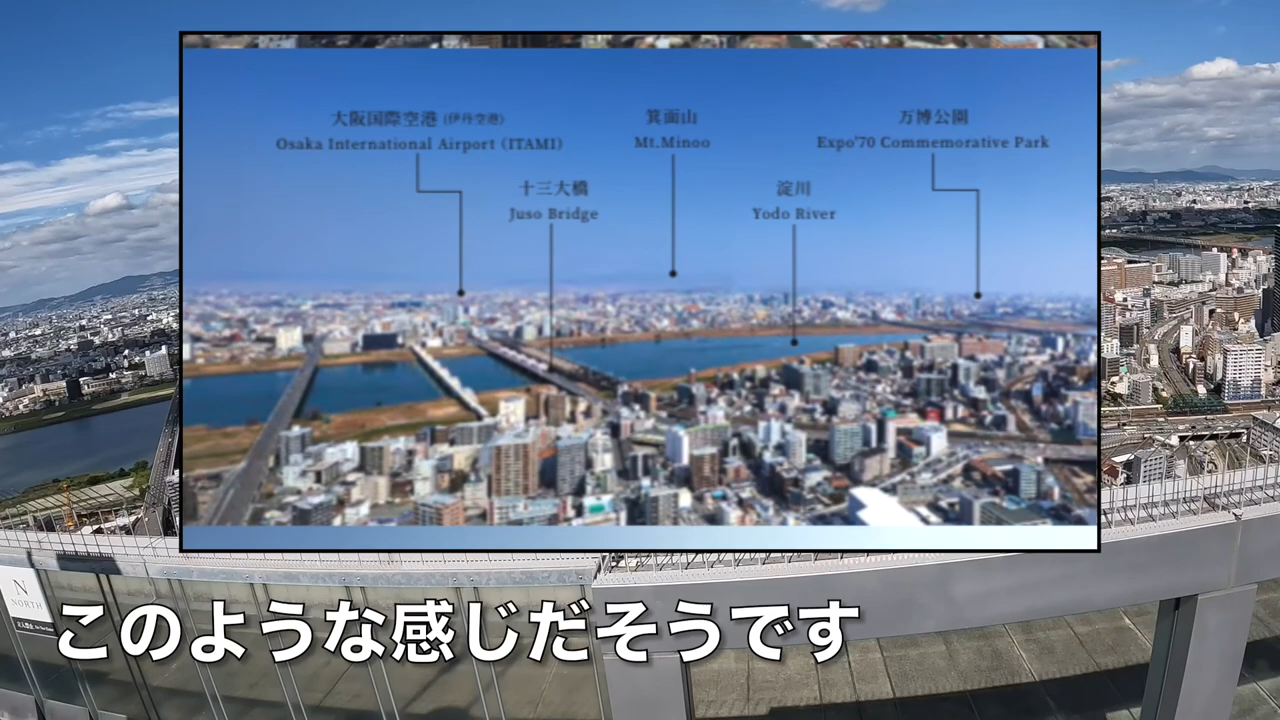 大阪国際空港 (伊丹空港)
Osaka International Airport (ITAMI)
箕面山
Mt.Minoo
万博公園
Expo'70 Commemorative Park
十三大橋
Juso Bridge
淀川
Yodo River
N
NORTH
このような感じだそうです